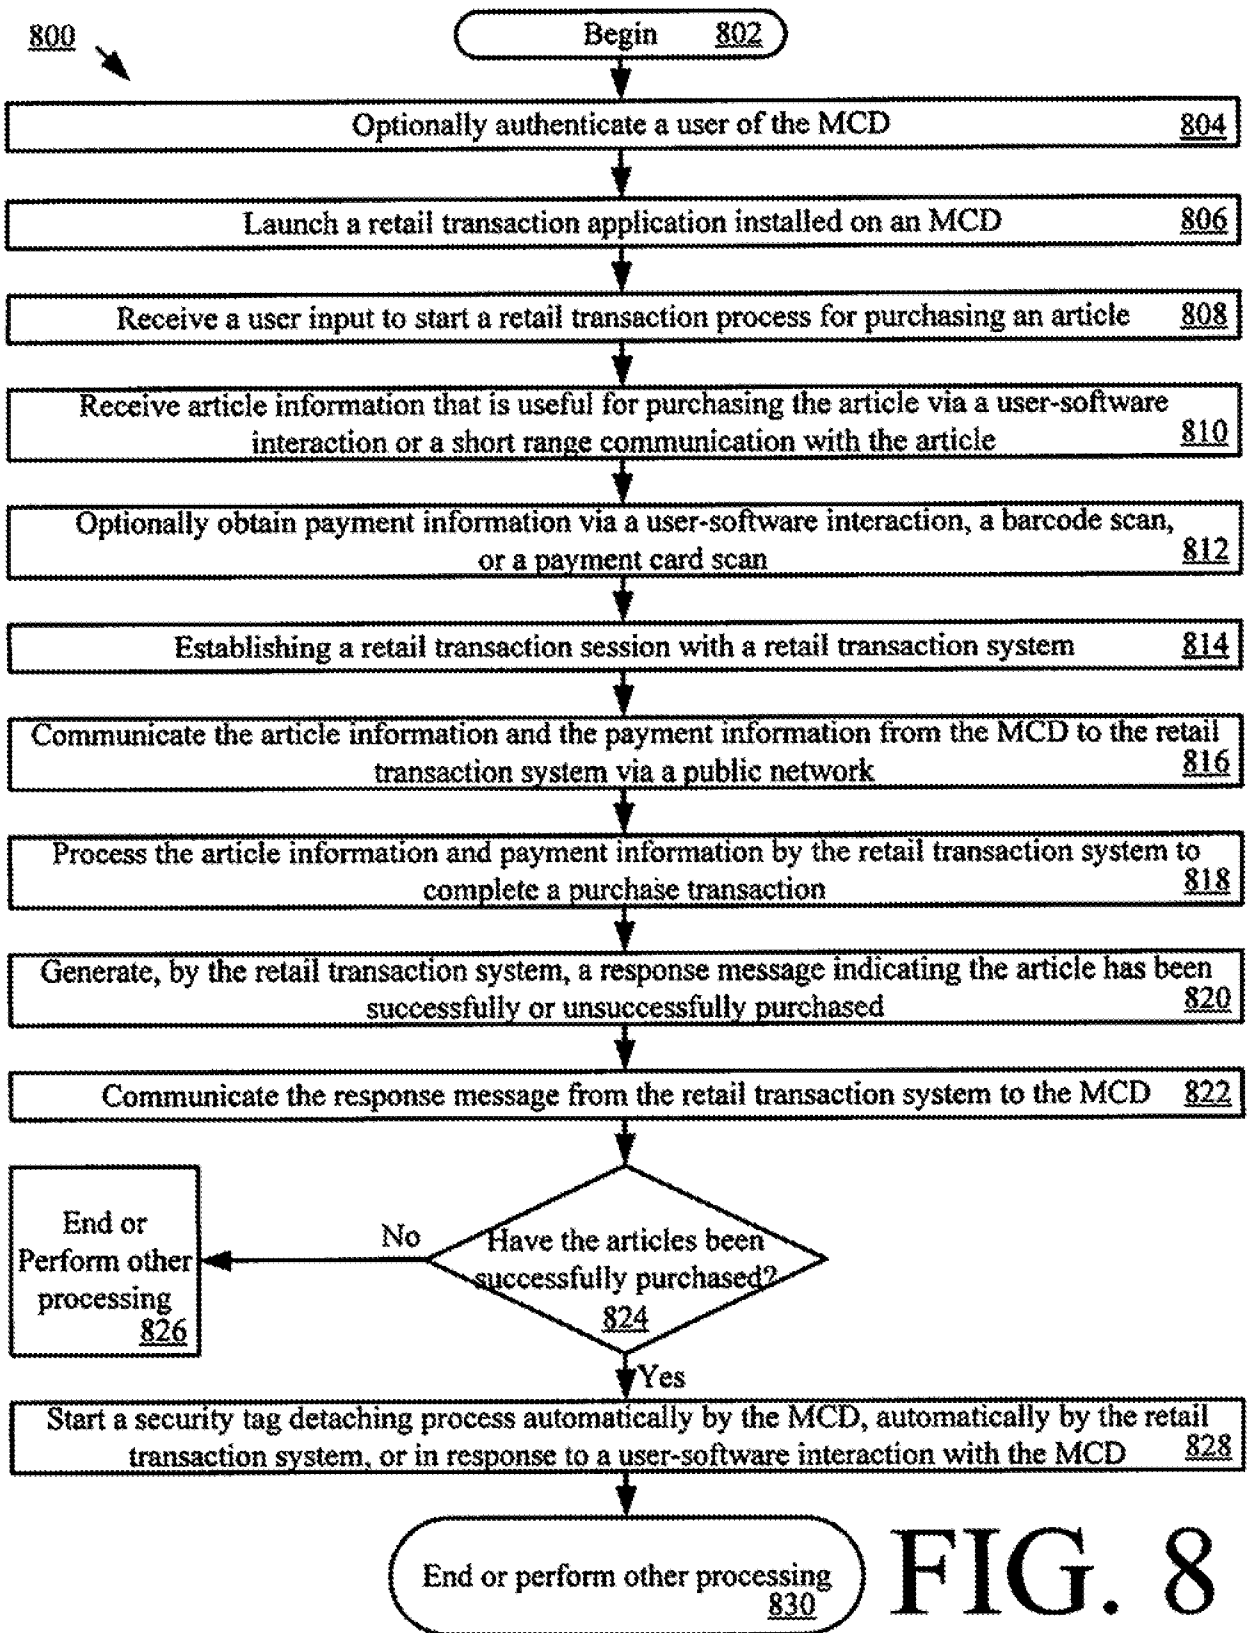 800
Begin 802
Optionally authenticate a user of the MCD 804
Launch a retail transaction application installed on an MCD 806
Receive a user input to start a retail transaction process for purchasing an article 808
Receive article information that is useful for purchasing the article via a user-software
interaction or a short range communication with the article 810
Optionally obtain payment information via a user-software interaction, a barcode scan,
or a payment card scan 812
Establishing a retail transaction session with a retail transaction system 814
Communicate the article information and the payment information from the MCD to the retail
transaction system via a public network 816
Process the article information and payment information by the retail transaction system to
complete a purchase transaction 818
Generate, by the retail transaction system, a response message indicating the article has been
successfully or unsuccessfully purchased 820
Communicate the response message from the retail transaction system to the MCD 822
Have the articles been
successfully purchased?
824
No
End or
Perform other
processing
826
Yes
Start a security tag detaching process automatically by the MCD, automatically by the retail
transaction system, or in response to a user-software interaction with the MCD 828
End or perform other processing
830
FIG. 8